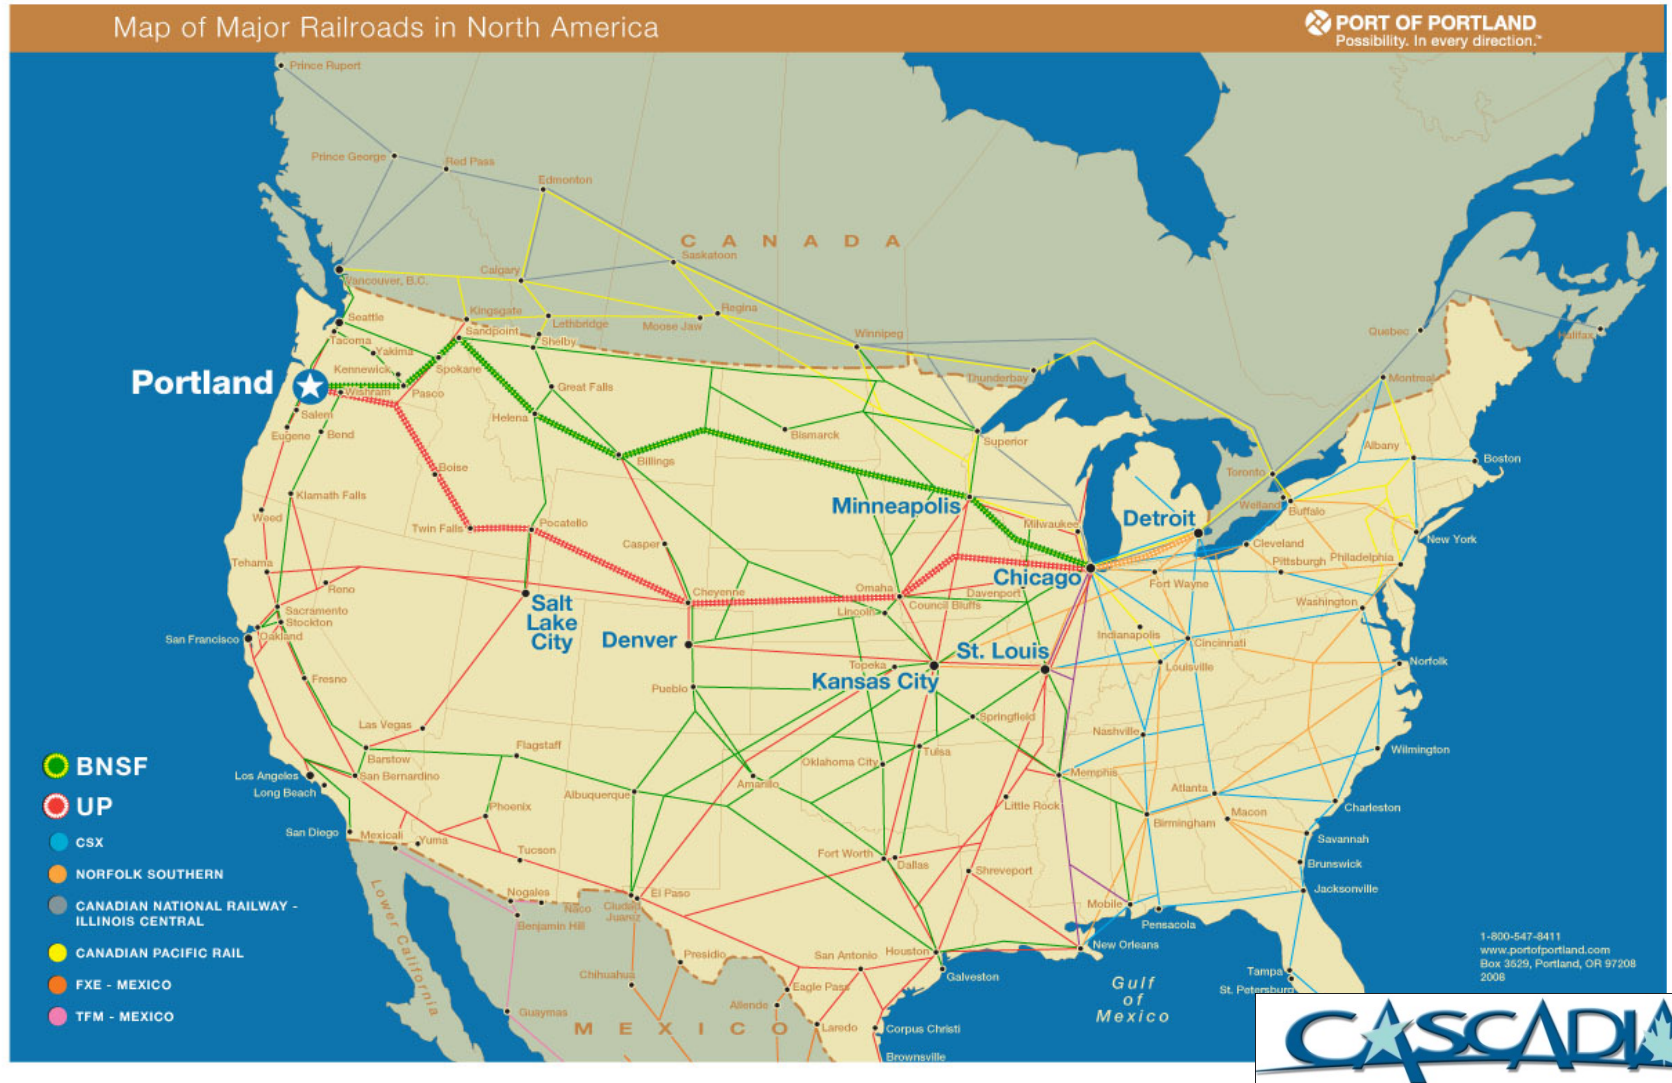 Map of Major Railroads in North America
PORT OF PORTLAND
Possibility. In every direction.™
Prince Rupert
Prince George
Red Pass
Edmonton
CANADA
Saskatoon
Calgary
Vancouver, B.C.
Kingsgate
Lethbridge
Moose Jaw
Regina
Winnipeg
Quebec
Halifax
Seattle
Sandpoint
Shelby
Tacoma
Yakima
Kennewick
Spokane
Thunderbay
Montreal
Portland
Wishram
Pasco
Great Falls
Salem
Helena
Eugene
Bend
Bismarck
Superior
Albany
Billings
Boston
Boise
Toronto
Klamath Falls
Minneapolis
Welland
Buffalo
Weed
Twin Falls
Pocatello
Milwaukee
Detroit
New York
Casper
Cleveland
Tehama
Pittsburgh
Philadelphia
Chicago
Fort Wayne
Reno
Cheyenne
Omaha
Davenport
Salt
Lake
City
Council Bluffs
Lincoln
Washington
Sacramento
Stockton
San Francisco
Oakland
Denver
Indianapolis
Cincinnati
St. Louis
Topeka
Louisville
Norfolk
Fresno
Pueblo
Kansas City
Las Vegas
Springfield
Nashville
Flagstaff
Tulsa
Wilmington
Barstow
Oklahoma City
BNSF
Los Angeles
San Bernardino
Memphis
Long Beach
Albuquerque
Amarillo
Atlanta
UP
Phoenix
Little Rock
Macon
Charleston
Birmingham
San Diego
Mexicali
Yuma
Savannah
CSX
Tucson
Fort Worth
Dallas
Brunswick
NORFOLK SOUTHERN
Shreveport
Jacksonville
Lower California
Nogales
Naco
Ciudad
Juarez
El Paso
Mobile
CANADIAN NATIONAL RAILWAY -
ILLINOIS CENTRAL
Benjamin Hill
Pensacola
New Orleans
1-800-547-8411
www.portofportland.com
Box 3529, Portland, OR 97208
2006
CANADIAN PACIFIC RAIL
Presidio
San Antonio
Houston
Chihuahua
Galveston
Tampa
FXE - MEXICO
Eagle Pass
Gulf
of
Mexico
St. Petersburg
Allende
TFM - MEXICO
Guaymas
MEXICO
Laredo
Corpus Christi
Brownsville
CASCADIA